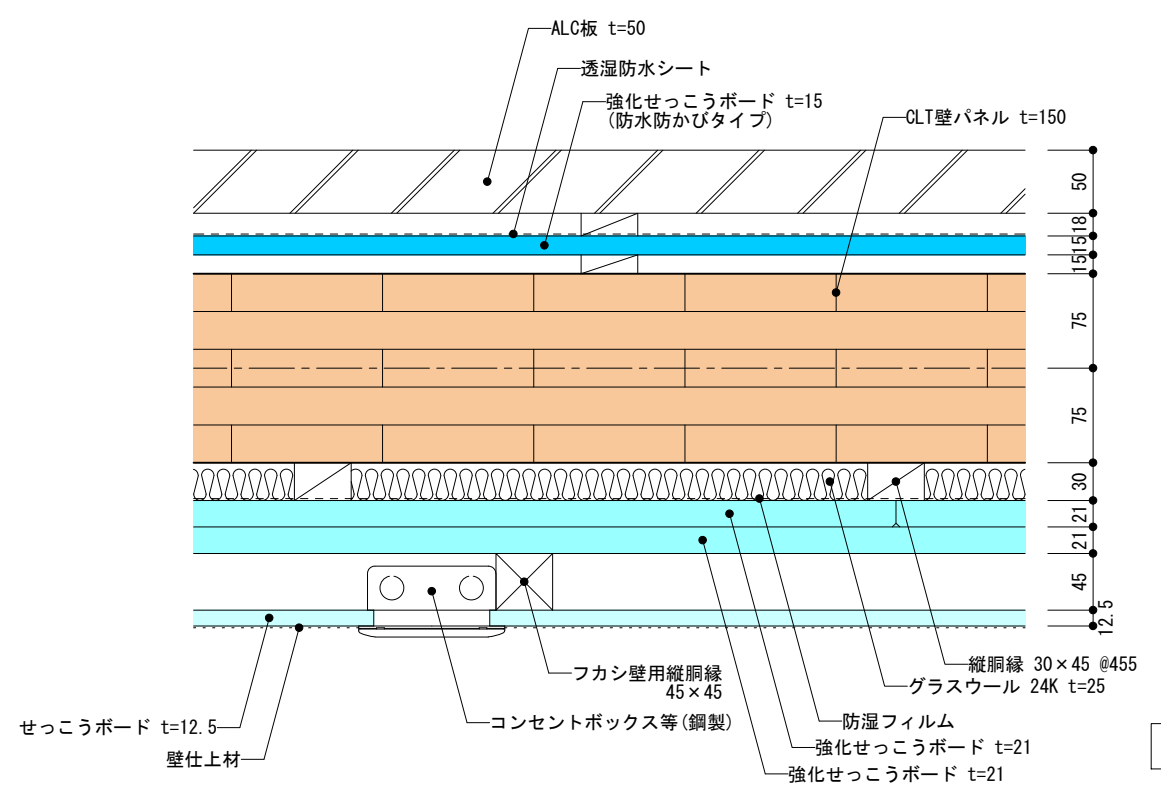 ALC板 t=50
透湿防水シート
強化せっこうボード t=15
(防水防かびタイプ)
CLT壁パネル t=150
50
18
15
15
75
75
30
21
21
45
12.5
縦胴縁 30×45 @455
グラスウール 24K t=25
フカシ壁用縦胴縁
45×45
コンセントボックス等(鋼製)
防湿フィルム
せっこうボード t=12.5
強化せっこうボード t=21
壁仕上材
強化せっこうボード t=21